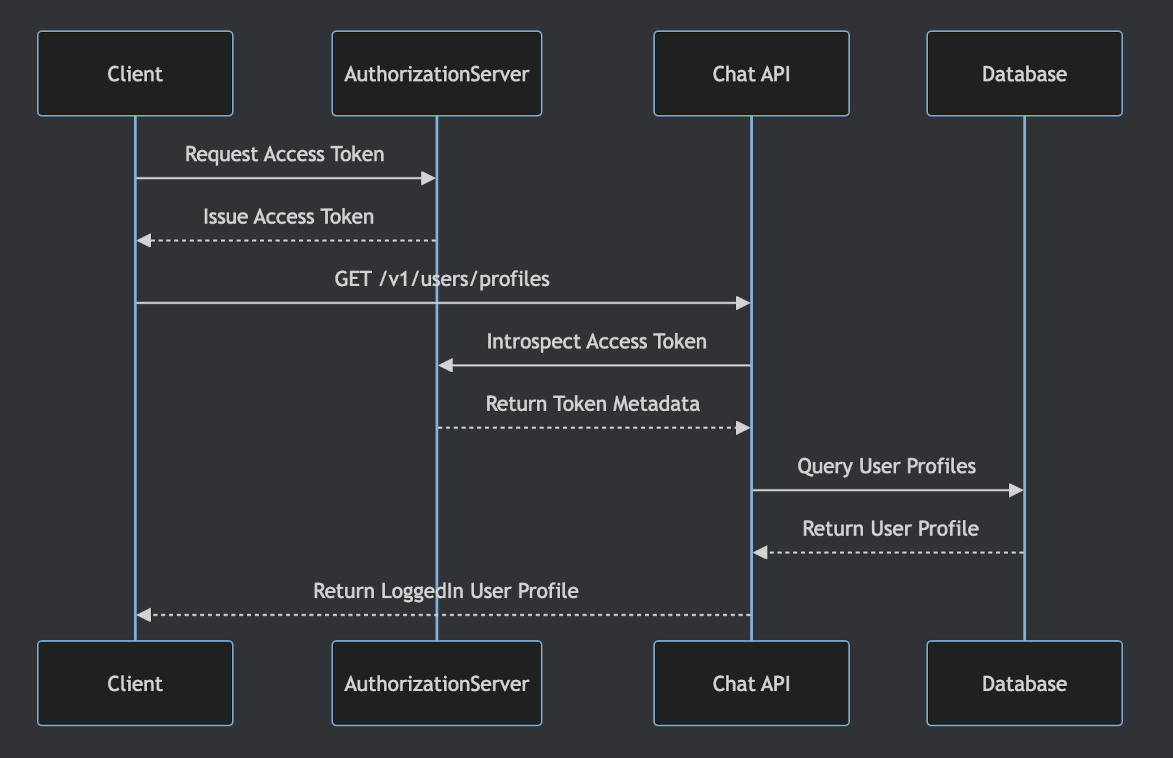 Client
AuthorizationServer
Chat API
Database
Request Access Token
Issue Access Token
GET /v1/users/profiles
Introspect Access Token
Return Token Metadata
Query User Profiles
Return User Profile
Return LoggedIn User Profile
Client
AuthorizationServer
Chat API
Database